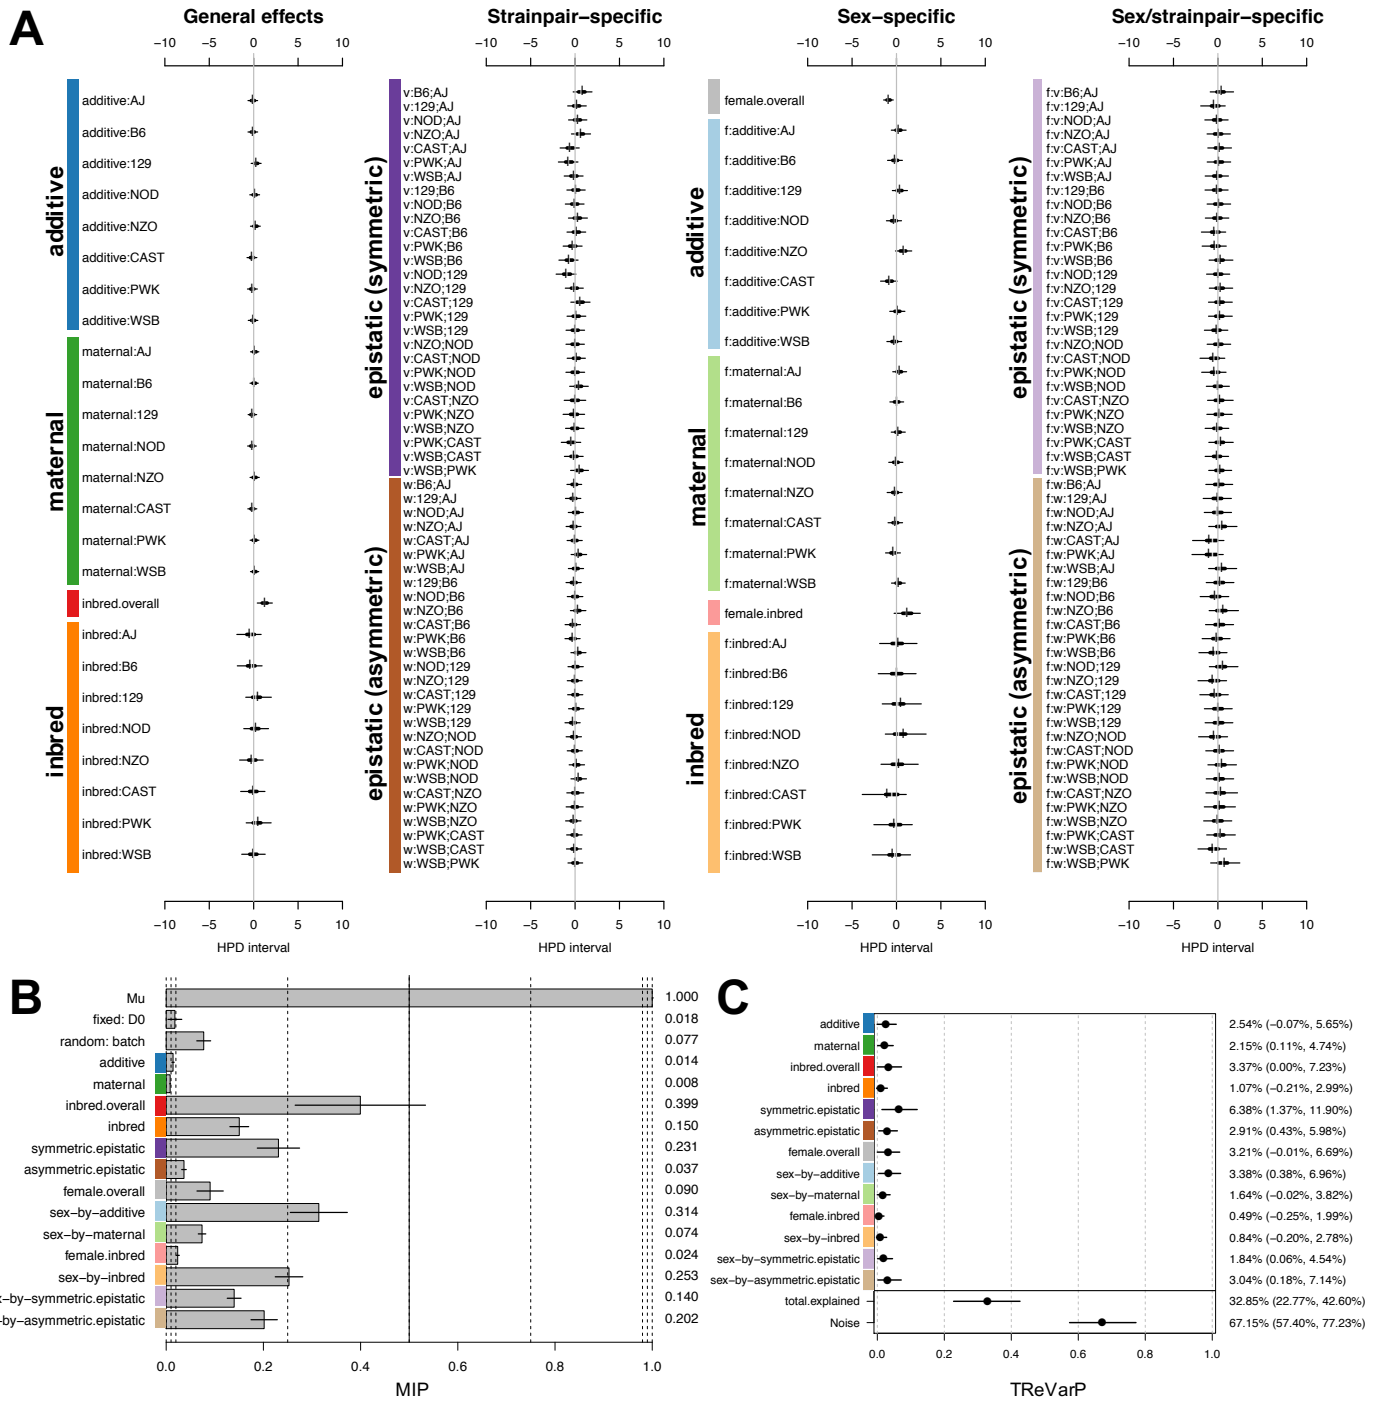 A
General effects
Strainpair−specific
Sex−specific
Sex/strainpair−specific
−10 −5 0 5 10
−10 −5 0 5 10
−10 −5 0 5 10
−10 −5 0 5 10
additive
additive:AJ
additive:B6
additive:129
additive:NOD
additive:NZO
additive:CAST
additive:PWK
additive:WSB
maternal
maternal:AJ
maternal:B6
maternal:129
maternal:NOD
maternal:NZO
maternal:CAST
maternal:PWK
maternal:WSB
inbred.overall
inbred
inbred:AJ
inbred:B6
inbred:129
inbred:NOD
inbred:NZO
inbred:CAST
inbred:PWK
inbred:WSB
−10 −5 0 5 10
HPD interval
epistatic (symmetric)
v:B6;AJ
v:129;AJ
v:NOD;AJ
v:NZO;AJ
v:CAST;AJ
v:PWK;AJ
v:WSB;AJ
v:129;B6
v:NOD;B6
v:NZO;B6
v:CAST;B6
v:PWK;B6
v:WSB;B6
v:NOD;129
v:NZO;129
v:CAST;129
v:PWK;129
v:WSB;129
v:NZO;NOD
v:CAST;NOD
v:PWK;NOD
v:WSB;NOD
v:CAST;NZO
v:PWK;NZO
v:WSB;NZO
v:PWK;CAST
v:WSB;CAST
v:WSB;PWK
epistatic (asymmetric)
w:B6;AJ
w:129;AJ
w:NOD;AJ
w:NZO;AJ
w:CAST;AJ
w:PWK;AJ
w:WSB;AJ
w:129;B6
w:NOD;B6
w:NZO;B6
w:CAST;B6
w:PWK;B6
w:WSB;B6
w:NOD;129
w:NZO;129
w:CAST;129
w:PWK;129
w:WSB;129
w:NZO;NOD
w:CAST;NOD
w:PWK;NOD
w:WSB;NOD
w:CAST;NZO
w:PWK;NZO
w:WSB;NZO
w:PWK;CAST
w:WSB;CAST
w:WSB;PWK
−10 −5 0 5 10
HPD interval
female.overall
additive
f:additive:AJ
f:additive:B6
f:additive:129
f:additive:NOD
f:additive:NZO
f:additive:CAST
f:additive:PWK
f:additive:WSB
maternal
f:maternal:AJ
f:maternal:B6
f:maternal:129
f:maternal:NOD
f:maternal:NZO
f:maternal:CAST
f:maternal:PWK
f:maternal:WSB
female.inbred
inbred
f:inbred:AJ
f:inbred:B6
f:inbred:129
f:inbred:NOD
f:inbred:NZO
f:inbred:CAST
f:inbred:PWK
f:inbred:WSB
−10 −5 0 5 10
HPD interval
epistatic (symmetric)
f:v:B6;AJ
f:v:129;AJ
f:v:NOD;AJ
f:v:NZO;AJ
f:v:CAST;AJ
f:v:PWK;AJ
f:v:WSB;AJ
f:v:129;B6
f:v:NOD;B6
f:v:NZO;B6
f:v:CAST;B6
f:v:PWK;B6
f:v:WSB;B6
f:v:NOD;129
f:v:NZO;129
f:v:CAST;129
f:v:PWK;129
f:v:WSB;129
f:v:NZO;NOD
f:v:CAST;NOD
f:v:PWK;NOD
f:v:WSB;NOD
f:v:CAST;NZO
f:v:PWK;NZO
f:v:WSB;NZO
f:v:PWK;CAST
f:v:WSB;CAST
f:v:WSB;PWK
epistatic (asymmetric)
f:w:B6;AJ
f:w:129;AJ
f:w:NOD;AJ
f:w:NZO;AJ
f:w:CAST;AJ
f:w:PWK;AJ
f:w:WSB;AJ
f:w:129;B6
f:w:NOD;B6
f:w:NZO;B6
f:w:CAST;B6
f:w:PWK;B6
f:w:WSB;B6
f:w:NOD;129
f:w:NZO;129
f:w:CAST;129
f:w:PWK;129
f:w:WSB;129
f:w:NZO;NOD
f:w:CAST;NOD
f:w:PWK;NOD
f:w:WSB;NOD
f:w:CAST;NZO
f:w:PWK;NZO
f:w:WSB;NZO
f:w:PWK;CAST
f:w:WSB;CAST
f:w:WSB;PWK
−10 −5 0 5 10
HPD interval
B
Mu 1.000
fixed: D0 0.018
random: batch 0.077
additive 0.014
maternal 0.008
inbred.overall 0.399
inbred 0.150
symmetric.epistatic 0.231
asymmetric.epistatic 0.037
female.overall 0.090
sex−by−additive 0.314
sex−by−maternal 0.074
female.inbred 0.024
sex−by−inbred 0.253
x−by−symmetric.epistatic 0.140
−by−asymmetric.epistatic 0.202
0.0 0.2 0.4 0.6 0.8 1.0
MIP
C
additive 2.54% (−0.07%, 5.65%)
maternal 2.15% (0.11%, 4.74%)
inbred.overall 3.37% (0.00%, 7.23%)
inbred 1.07% (−0.21%, 2.99%)
symmetric.epistatic 6.38% (1.37%, 11.90%)
asymmetric.epistatic 2.91% (0.43%, 5.98%)
female.overall 3.21% (−0.01%, 6.69%)
sex−by−additive 3.38% (0.38%, 6.96%)
sex−by−maternal 1.64% (−0.02%, 3.82%)
female.inbred 0.49% (−0.25%, 1.99%)
sex−by−inbred 0.84% (−0.20%, 2.78%)
sex−by−symmetric.epistatic 1.84% (0.06%, 4.54%)
sex−by−asymmetric.epistatic 3.04% (0.18%, 7.14%)
total.explained 32.85% (22.77%, 42.60%)
Noise 67.15% (57.40%, 77.23%)
0.0 0.2 0.4 0.6 0.8 1.0
TReVarP